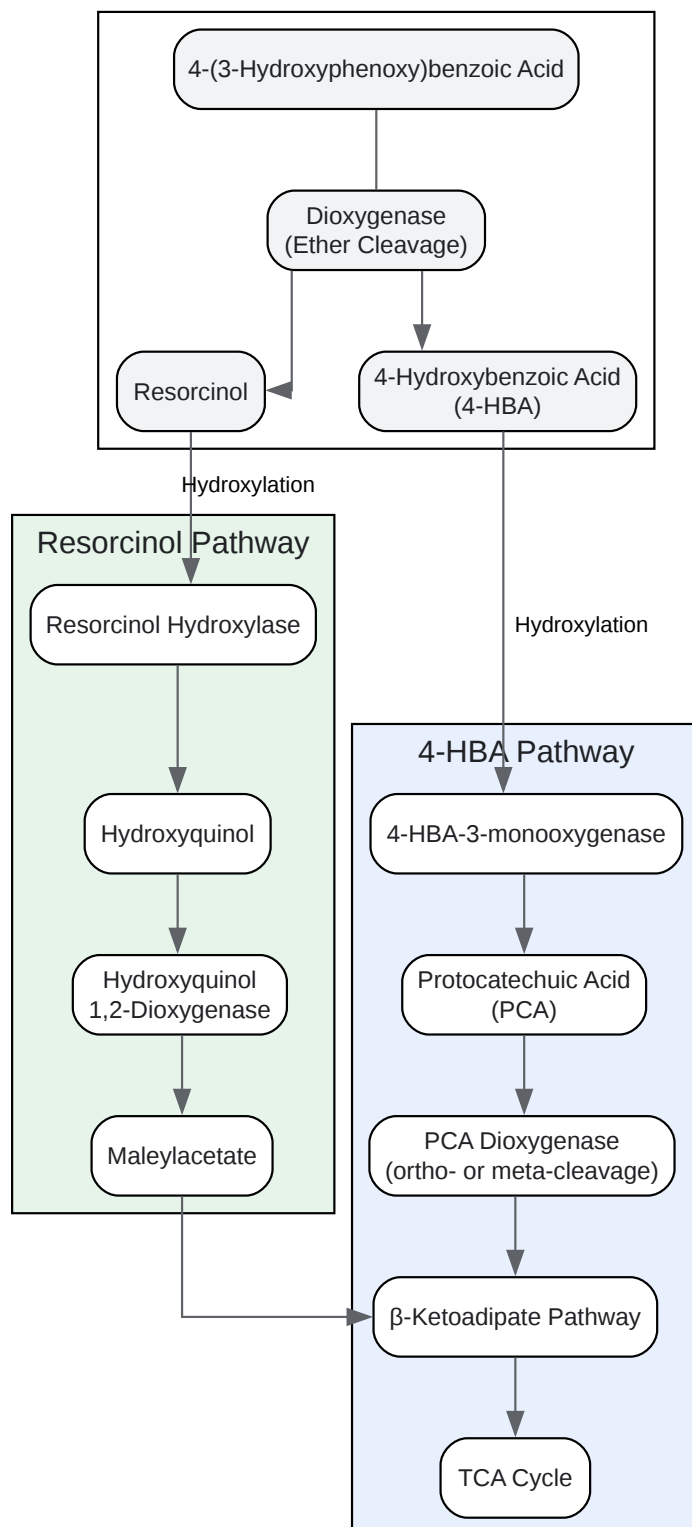 4-(3-Hydroxyphenoxy)benzoic Acid
Dioxygenase
(Ether Cleavage)
Resorcinol
4-Hydroxybenzoic Acid
(4-HBA)
Hydroxylation
Resorcinol Pathway
Resorcinol Hydroxylase
Hydroxylation
4-HBA Pathway
Hydroxyquinol
4-HBA-3-monooxygenase
Hydroxyquinol
1,2-Dioxygenase
Protocatechuic Acid
(PCA)
Maleylacetate
PCA Dioxygenase
(ortho- or meta-cleavage)
β-Ketoadipate Pathway
TCA Cycle